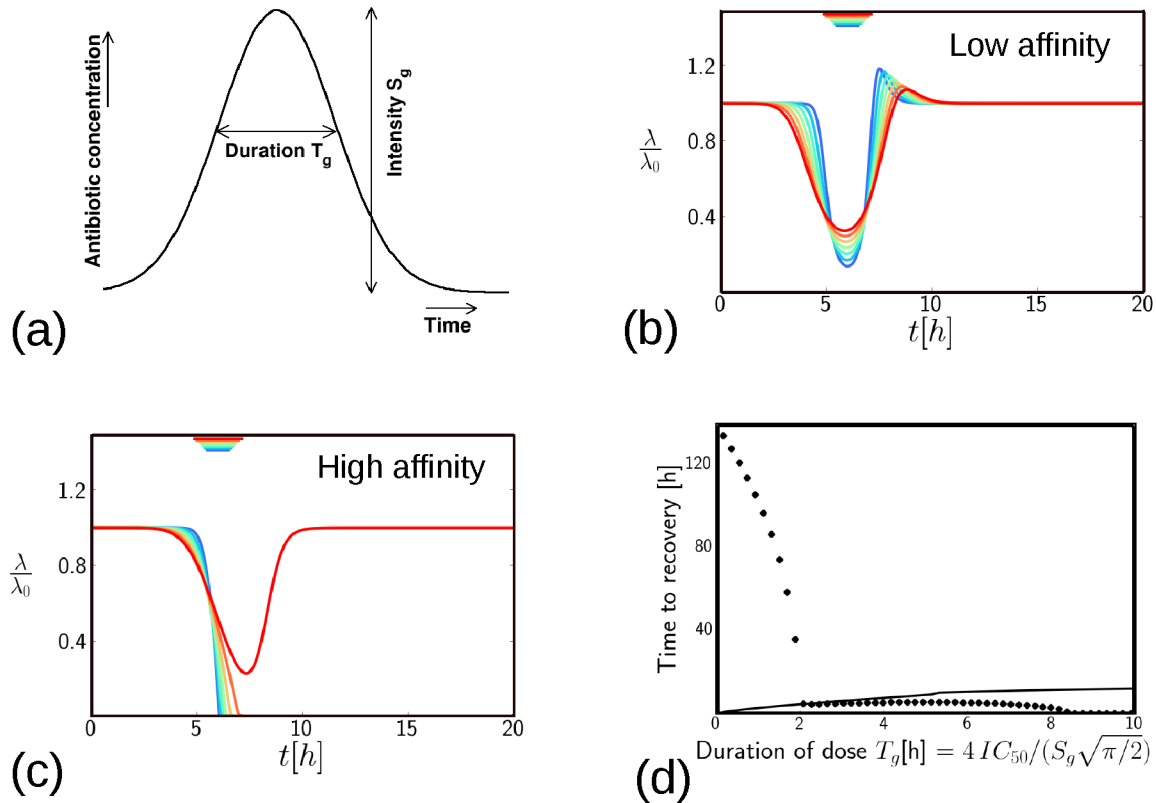 Antibiotic concentration
Duration T_g
Intensity S_g
Time
(a)
Low affinity
1.2
0.8
0.4
λ/λ₀
0 5 10 15 20
t[h]
(b)
High affinity
1.2
0.8
0.4
λ/λ₀
0 5 10 15 20
t[h]
(c)
Time to recovery [h]
120
80
40
0 2 4 6 8 10
Duration of dose T_g[h] = 4 IC₅₀/(S_g√π/2)
(d)